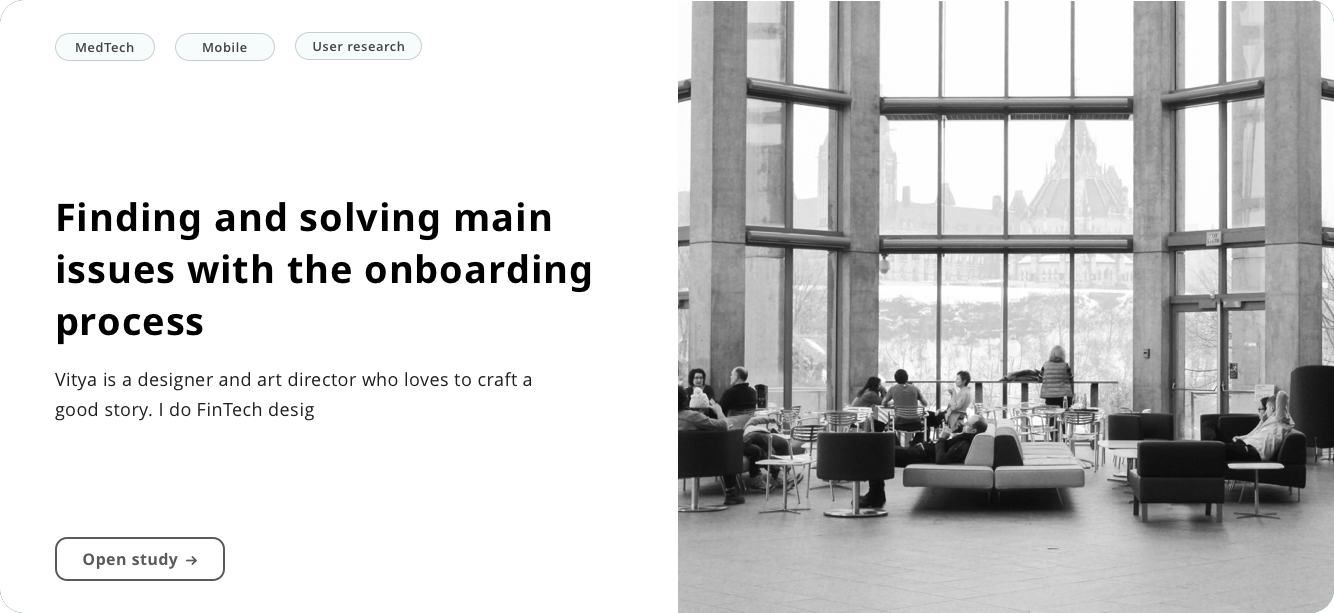 MedTech
Mobile
User research
Finding and solving main
issues with the onboarding
process
Vitya is a designer and art director who loves to craft a
good story. I do FinTech desig
Open study →